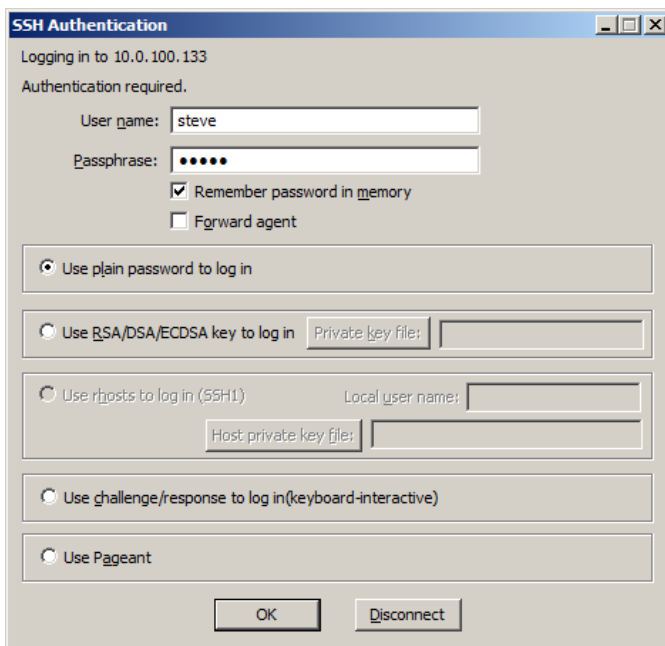 SSH Authentication
Logging in to 10.0.100.133
Authentication required.
User name: steve
Passphrase: •••••
Remember password in memory
Forward agent
Use plain password to log in
Use RSA/DSA/ECDSA key to log in Private key file:
Use rhosts to log in (SSH1) Local user name:
Host private key file:
Use challenge/response to log in(keyboard-interactive)
Use Pageant
OK Disconnect